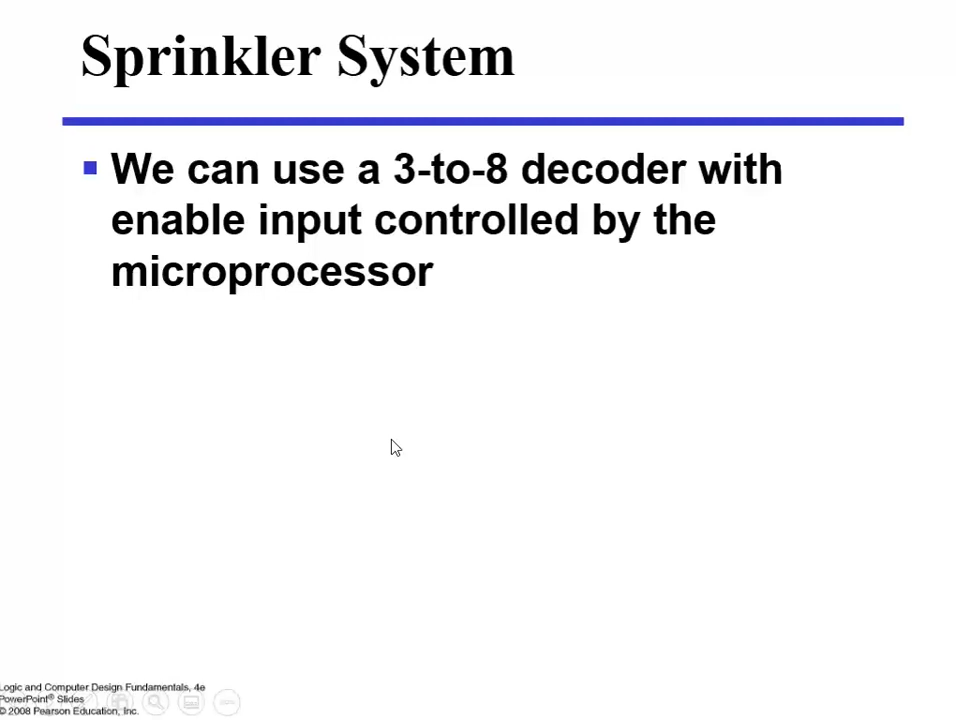 Sprinkler System
We can use a 3-to-8 decoder with
enable input controlled by the
microprocessor
Logic and Computer Design Fundamentals, 4e
PowerPoint® Slides
© 2008 Pearson Education, Inc.